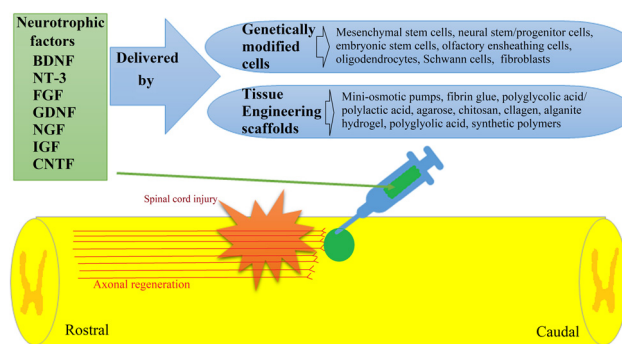 Neurotrophic
factors
BDNF
NT-3
FGF
GDNF
NGF
IGF
CNTF
Delivered
by
Genetically
modified
cells
Mesenchymal stem cells, neural stem/progenitor cells,
embryonic stem cells, olfactory ensheathing cells,
oligodendrocytes, Schwann cells, fibroblasts
Tissue
Engineering
scaffolds
Mini-osmotic pumps, fibrin glue, polyglycolic acid/
polylactic acid, agarose, chitosan, cllagen, alganite
hydrogel, polyglyolic acid, synthetic polymers
Spinal cord injury
Axonal regeneration
Rostral
Caudal